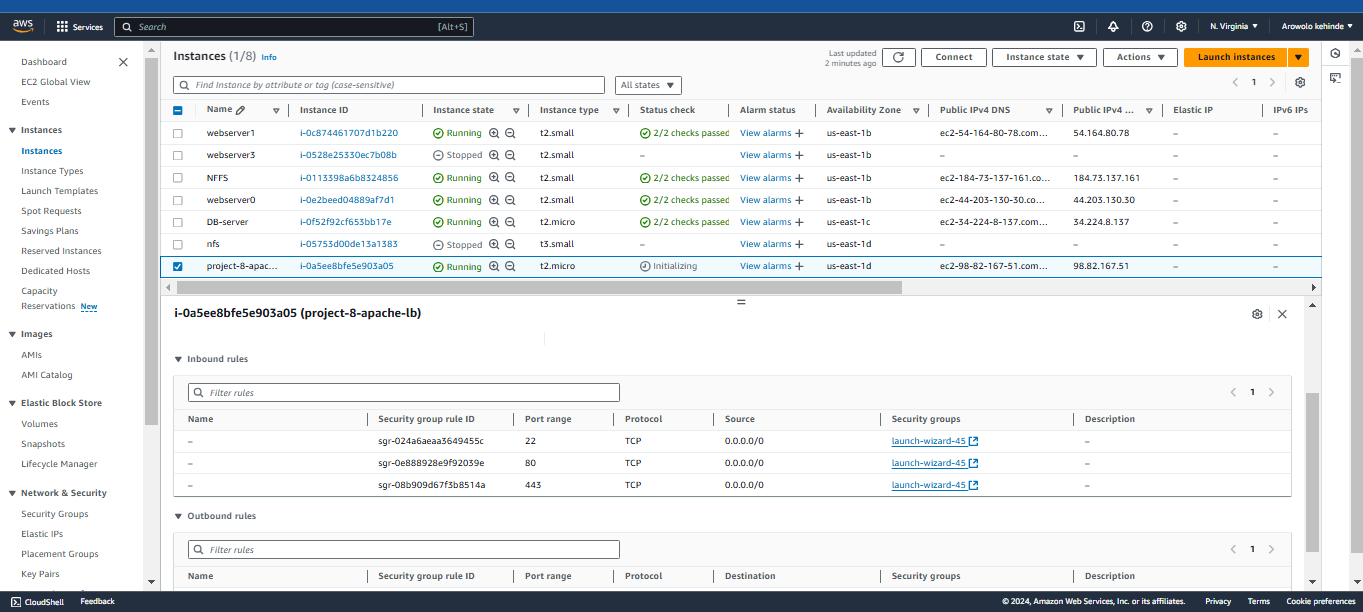 aws Services Search [Alt+S] N. Virginia Arowolo kehinde
Dashboard
EC2 Global View
Events
Instances
Instances
Instance Types
Launch Templates
Spot Requests
Savings Plans
Reserved Instances
Dedicated Hosts
Capacity
Reservations New
Images
AMIs
AMI Catalog
Elastic Block Store
Volumes
Snapshots
Lifecycle Manager
Network & Security
Security Groups
Elastic IPs
Placement Groups
Key Pairs
Instances (1/8) Info
Last updated
2 minutes ago
Connect Instance state Actions Launch instances
Find Instance by attribute or tag (case-sensitive) All states 1
Name Instance ID Instance state Instance type Status check Alarm status Availability Zone Public IPv4 DNS Public IPv4 ... Elastic IP IPv6 IPs
webserver1 i-0c874461707d1b220 Running t2.small 2/2 checks passed View alarms + us-east-1b ec2-54-164-80-78.com... 54.164.80.78 – –
webserver3 i-0528e25330ec7b08b Stopped t2.small – View alarms + us-east-1b – – – –
NFFS i-0113398a6b8324856 Running t2.small 2/2 checks passed View alarms + us-east-1b ec2-184-73-137-161.co... 184.73.137.161 – –
webserver0 i-0e2beed04889af7d1 Running t2.small 2/2 checks passed View alarms + us-east-1b ec2-44-203-130-30.co... 44.203.130.30 – –
DB-server i-0f52f92cf653bb17e Running t2.micro 2/2 checks passed View alarms + us-east-1c ec2-34-224-8-137.com... 34.224.8.137 – –
nfs i-05753d00de13a1383 Stopped t3.small – View alarms + us-east-1d – – – –
project-8-apac... i-0a5ee8bfe5e903a05 Running t2.micro Initializing View alarms + us-east-1d ec2-98-82-167-51.com... 98.82.167.51 – –
i-0a5ee8bfe5e903a05 (project-8-apache-lb)
Inbound rules
Filter rules 1
Name Security group rule ID Port range Protocol Source Security groups Description
– sgr-024a6aeaa3649455c 22 TCP 0.0.0.0/0 launch-wizard-45 –
– sgr-0e888928e9f92039e 80 TCP 0.0.0.0/0 launch-wizard-45 –
– sgr-08b909d67f3b8514a 443 TCP 0.0.0.0/0 launch-wizard-45 –
Outbound rules
Filter rules 1
Name Security group rule ID Port range Protocol Destination Security groups Description
CloudShell Feedback © 2024, Amazon Web Services, Inc. or its affiliates. Privacy Terms Cookie preferences